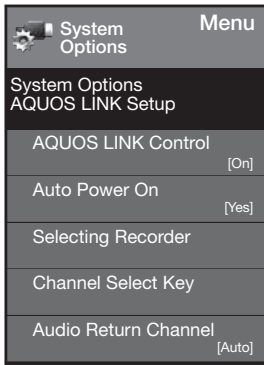 System
Options
Menu
System Options
AQUOS LINK Setup
AQUOS LINK Control
[On]
Auto Power On
[Yes]
Selecting Recorder
Channel Select Key
Audio Return Channel
[Auto]